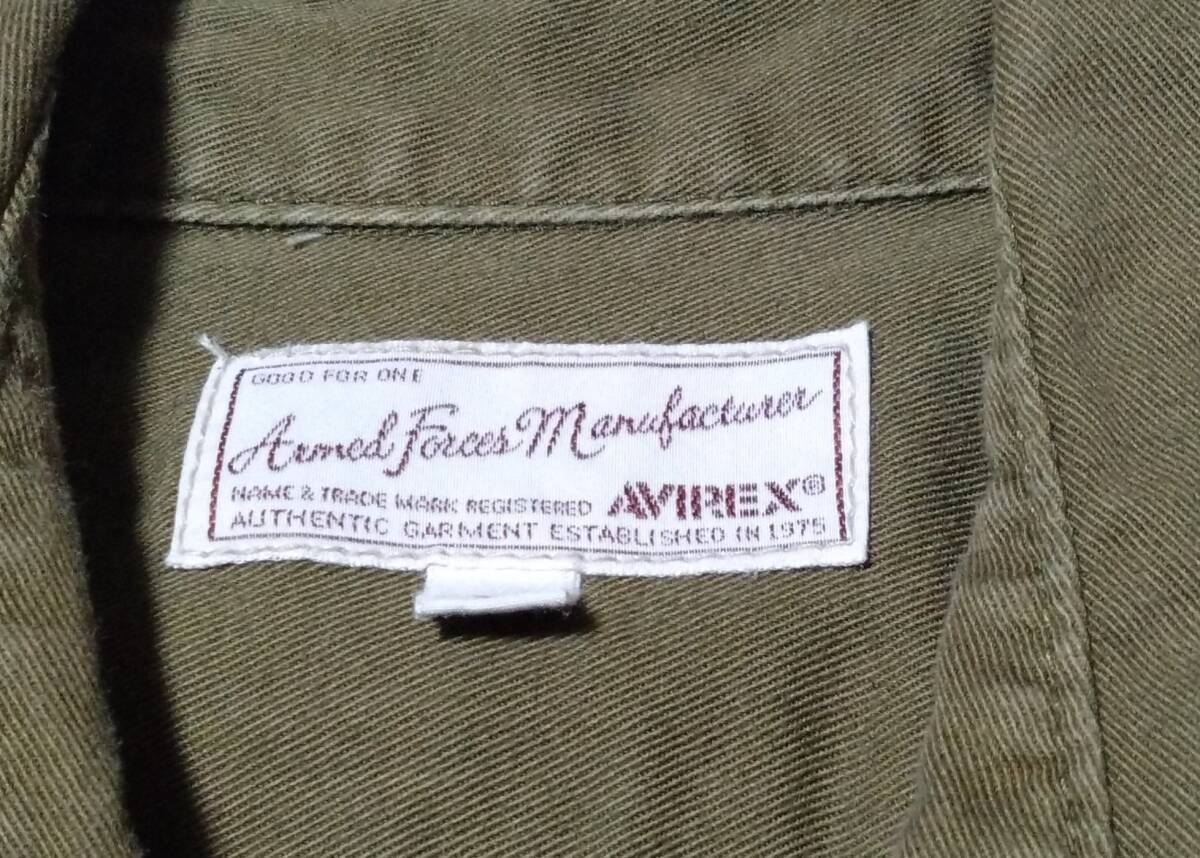 GOOD FOR ONE
Armed Forces Manufacturer
NAME & TRADE MARK REGISTERED AVIREX®
AUTHENTIC GARMENT ESTABLISHED IN 1975